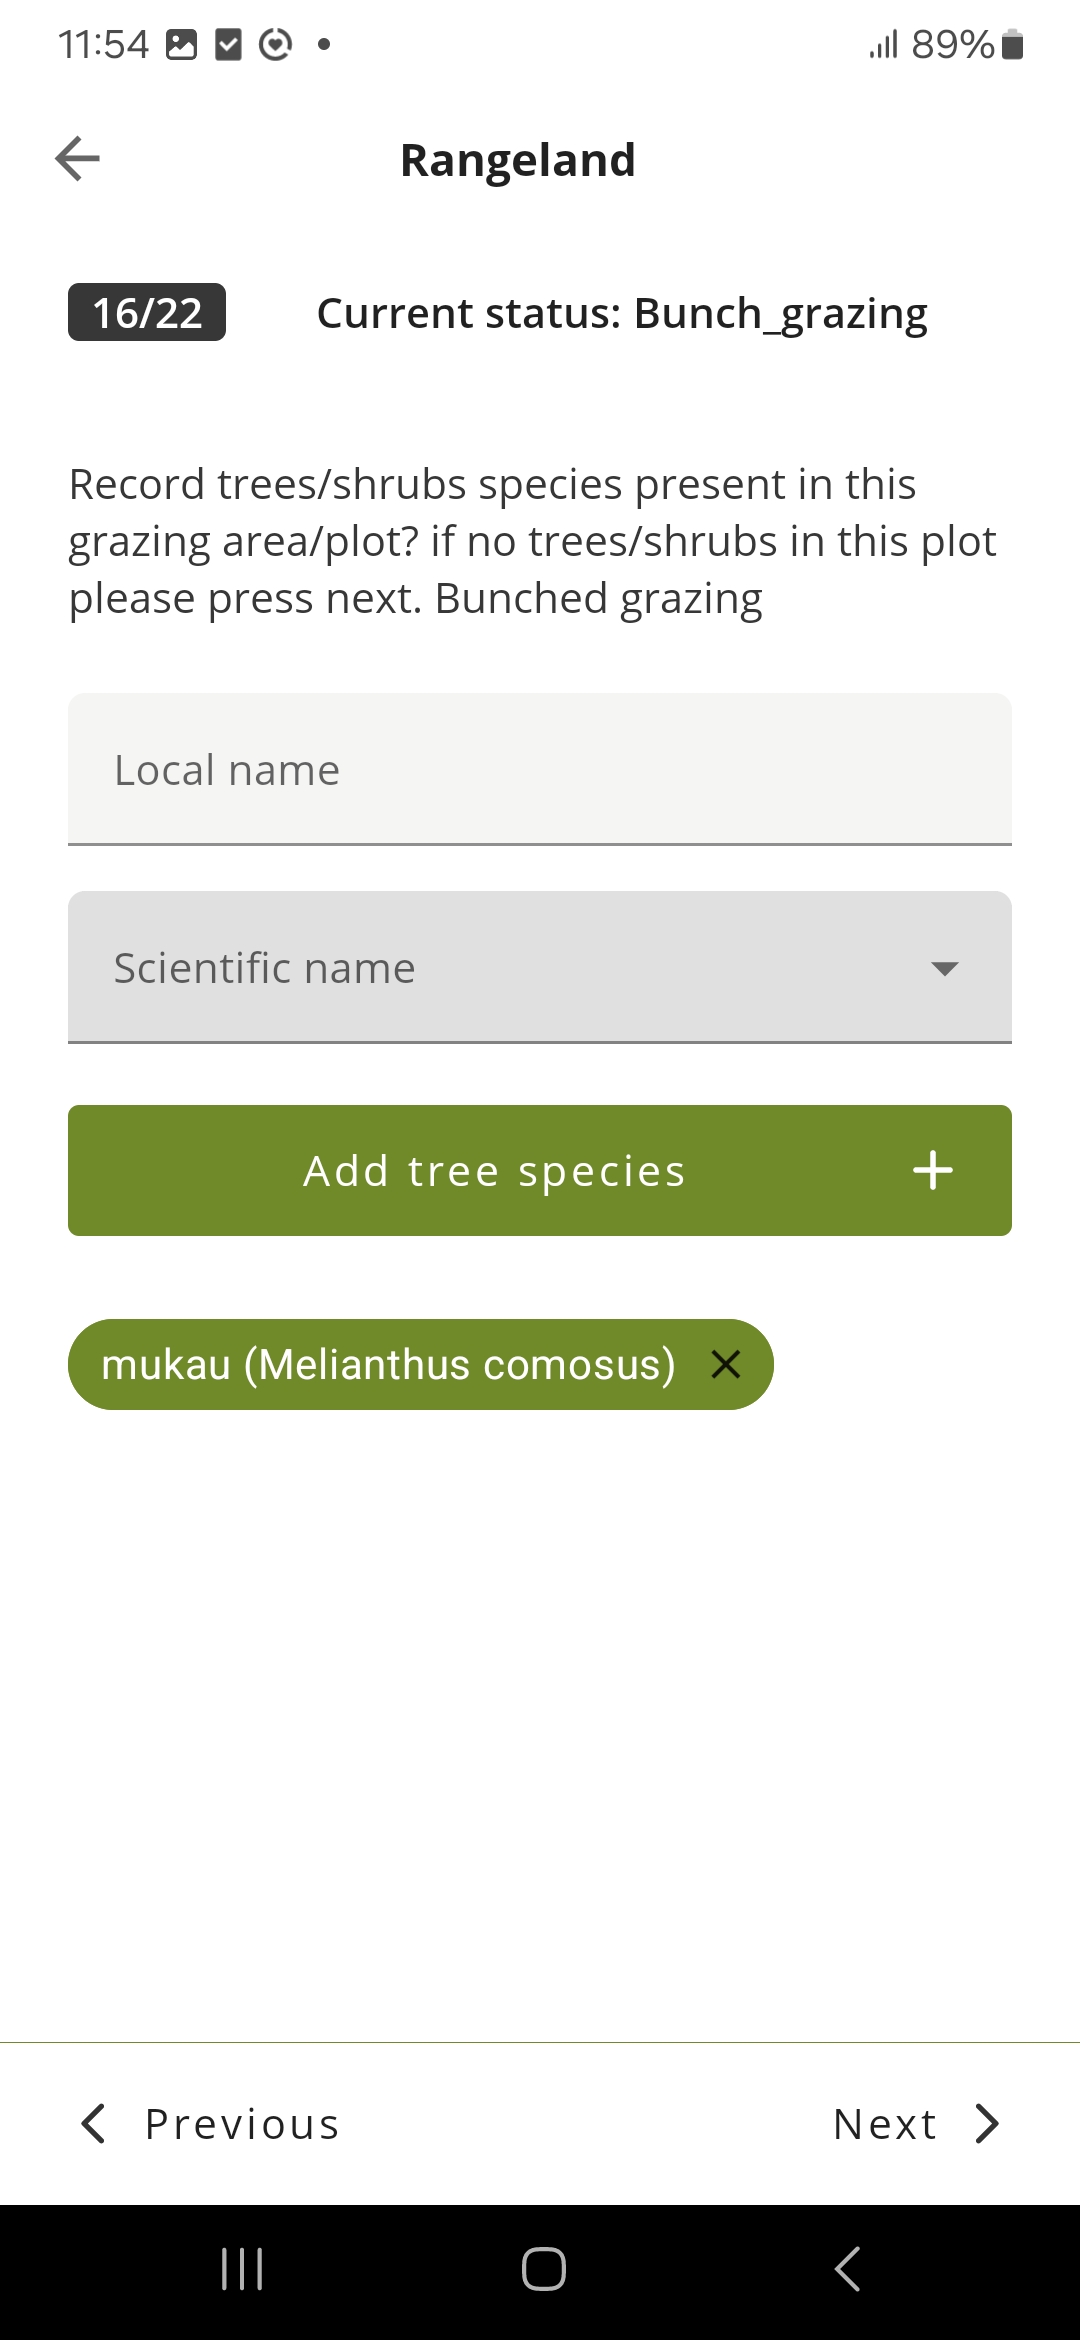 11:54
89%
Rangeland
16/22
Current status: Bunch_grazing
Record trees/shrubs species present in this
grazing area/plot? if no trees/shrubs in this plot
please press next. Bunched grazing
Local name
Scientific name
Add tree species
mukau (Melianthus comosus)
Previous
Next